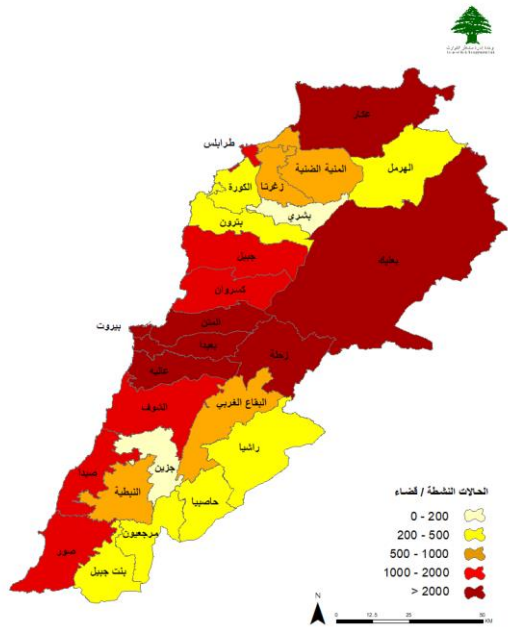 عكار
طرابلس
المنية الضنية
زغرتا
الهرمل
الكورة
بشري
بترون
بعلبك
جبيل
كسروان
المتن
بيروت
بعبدا
زحلة
عاليه
الشوف
البقاع الغربي
راشيا
صيدا
جزين
النبطية
حاصبيا
مرجعيون
صور
بنت جبيل
الحالات النشطة / قضاء
0 - 200
200 - 500
500 - 1000
1000 - 2000
> 2000
N
0 12.5 25 50
KM